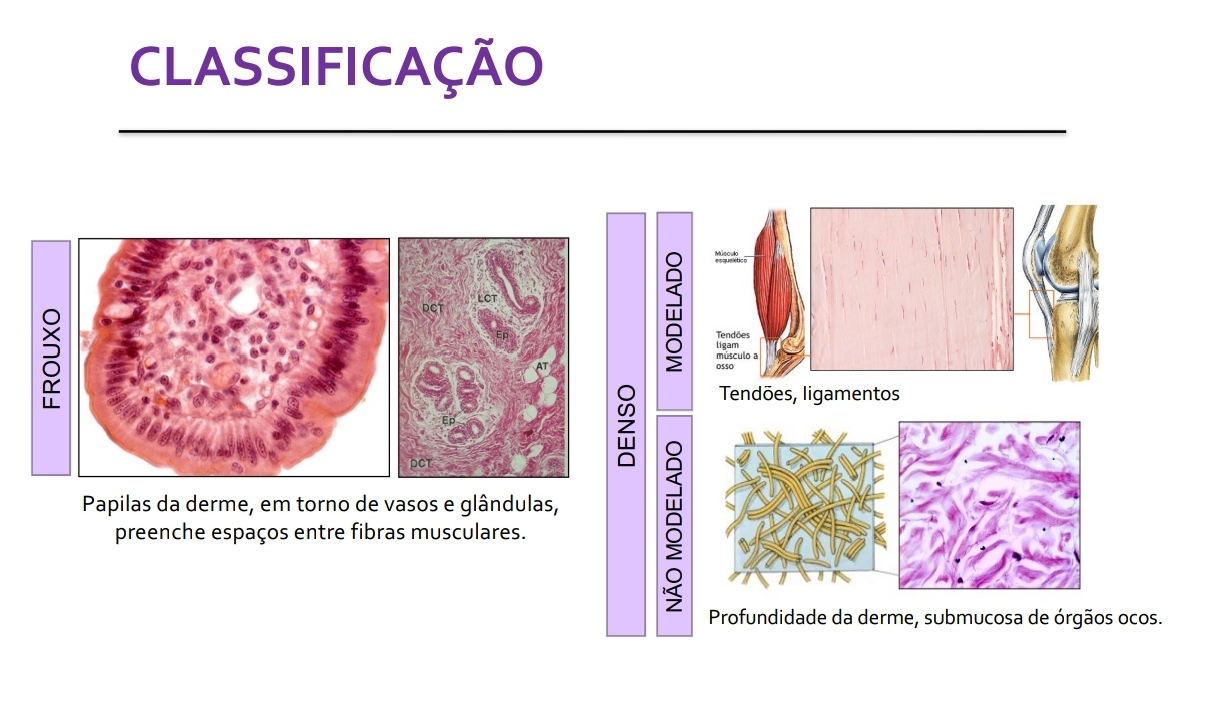 CLASSIFICAÇÃO
FROUXO
DCT
LCT
Ep
AT
Ep
DCT
Papilas da derme, em torno de vasos e glândulas,
preenche espaços entre fibras musculares.
DENSO
MODELADO
Músculo
esquelético
Tendões
ligam
músculo a
osso
Tendões, ligamentos
NÃO MODELADO
Profundidade da derme, submucosa de órgãos ocos.